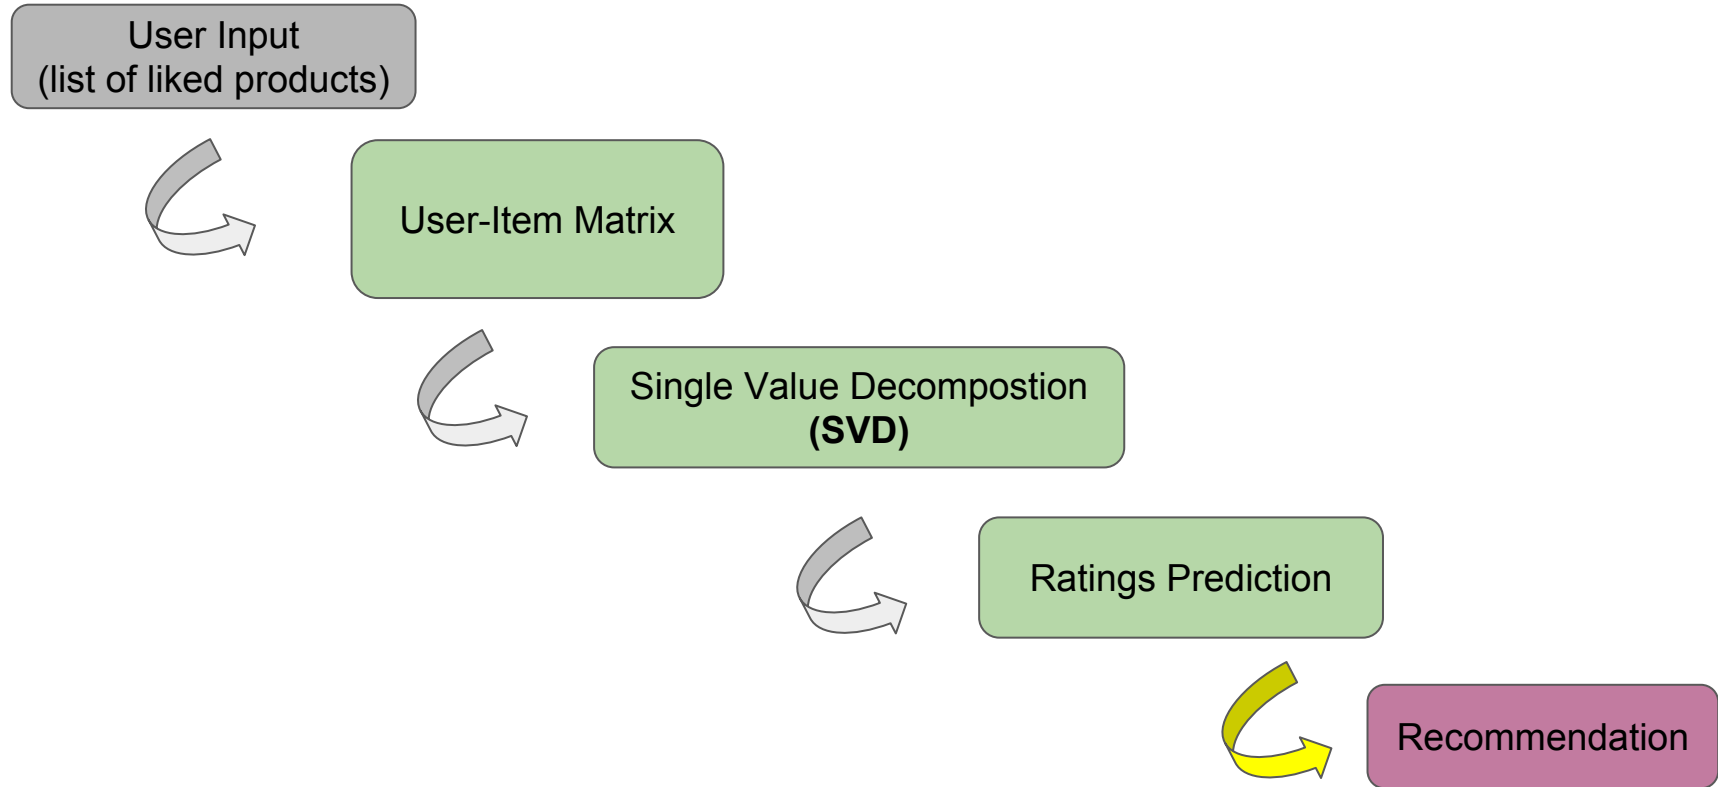 User Input
(list of liked products)
User-Item Matrix
Single Value Decompostion
(SVD)
Ratings Prediction
Recommendation